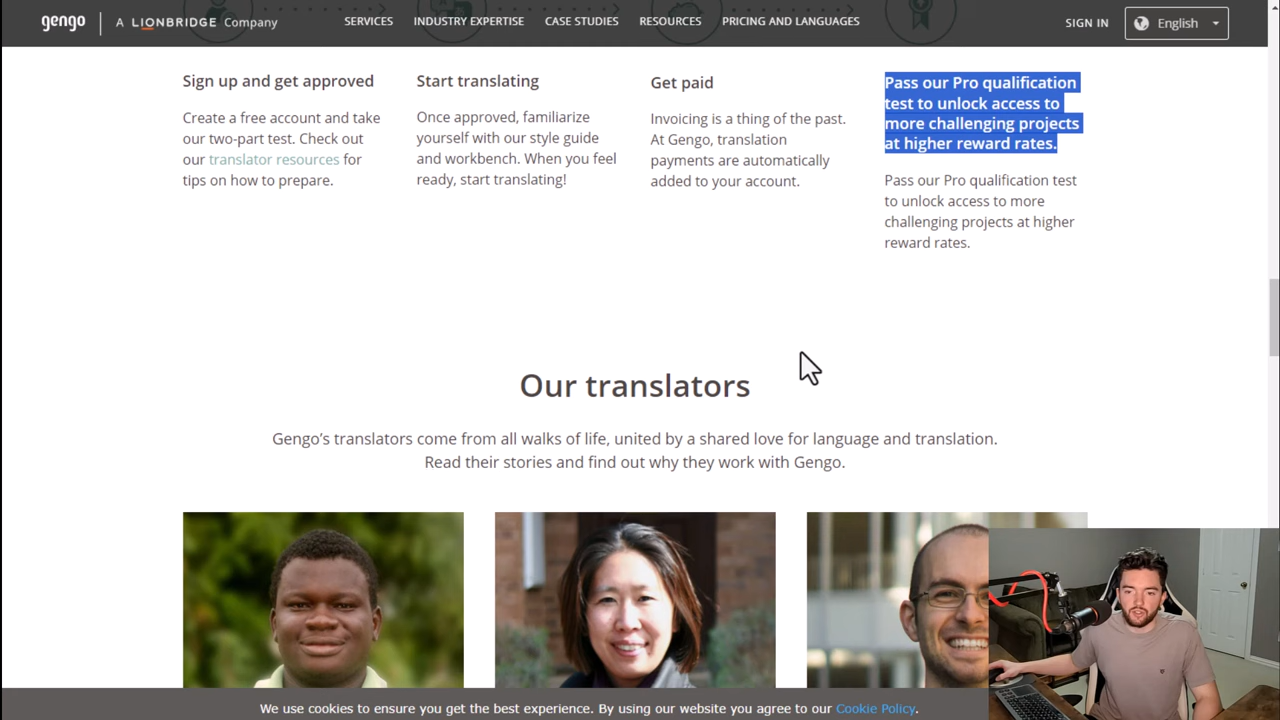 gengo A LIONBRIDGE Company SERVICES INDUSTRY EXPERTISE CASE STUDIES RESOURCES PRICING AND LANGUAGES SIGN IN English
Sign up and get approved
Create a free account and take
our two-part test. Check out
our translator resources for
tips on how to prepare.
Start translating
Once approved, familiarize
yourself with our style guide
and workbench. When you feel
ready, start translating!
Get paid
Invoicing is a thing of the past.
At Gengo, translation
payments are automatically
added to your account.
Pass our Pro qualification
test to unlock access to
more challenging projects
at higher reward rates.
Pass our Pro qualification test
to unlock access to more
challenging projects at higher
reward rates.
Our translators
Gengo’s translators come from all walks of life, united by a shared love for language and translation.
Read their stories and find out why they work with Gengo.
We use cookies to ensure you get the best experience. By using our website you agree to our Cookie Policy.